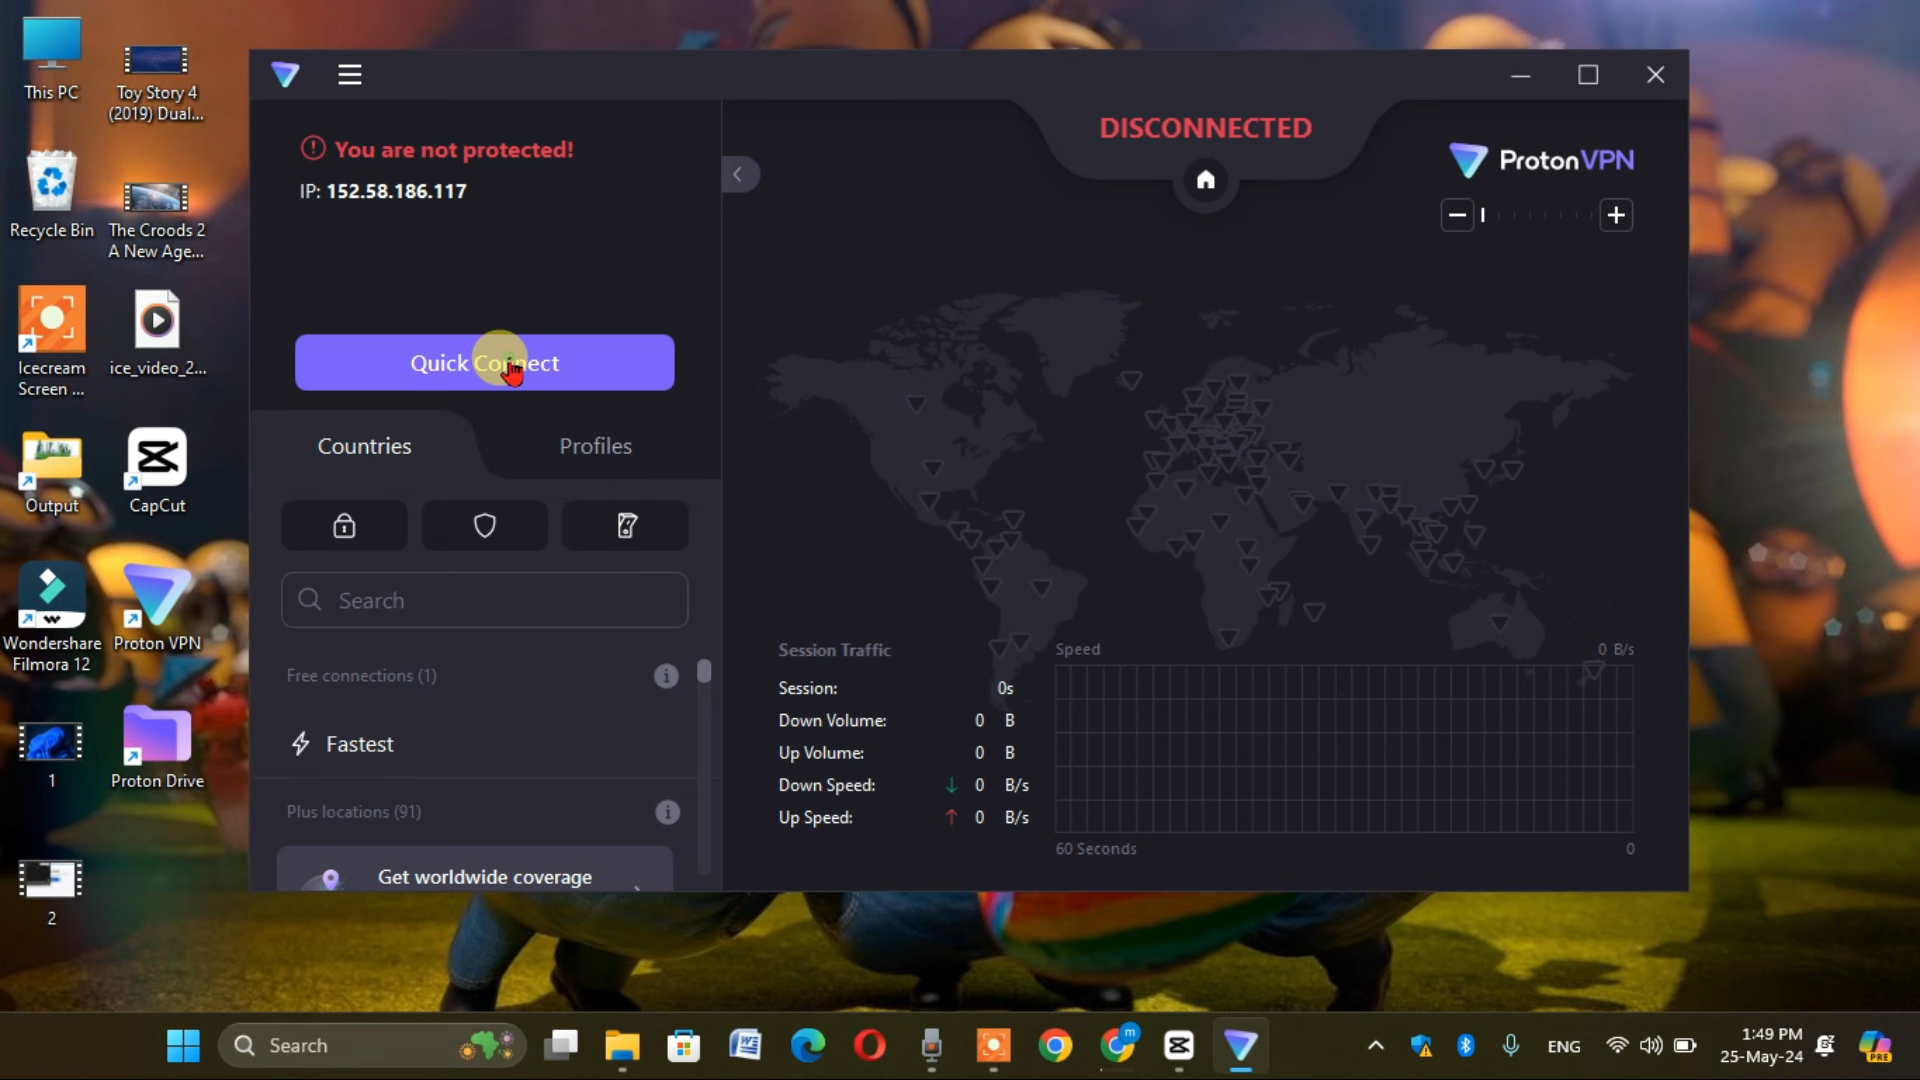 This PC
Toy Story 4
(2019) Dual...
Recycle Bin
The Croods 2
A New Age...
Icecream
Screen ...
ice_video_2...
Output
CapCut
Wondershare
Filmora 12
Proton VPN
1
Proton Drive
2
You are not protected!
IP: 152.58.186.117
Quick Connect
Countries
Profiles
Search
Free connections (1)
Fastest
Plus locations (91)
Get worldwide coverage
DISCONNECTED
ProtonVPN
Session Traffic
Session: 0s
Down Volume: 0 B
Up Volume: 0 B
Down Speed: ↓ 0 B/s
Up Speed: ↑ 0 B/s
Speed 0 B/s
60 Seconds 0
Search
m
ENG
1:49 PM
25-May-24
PRE